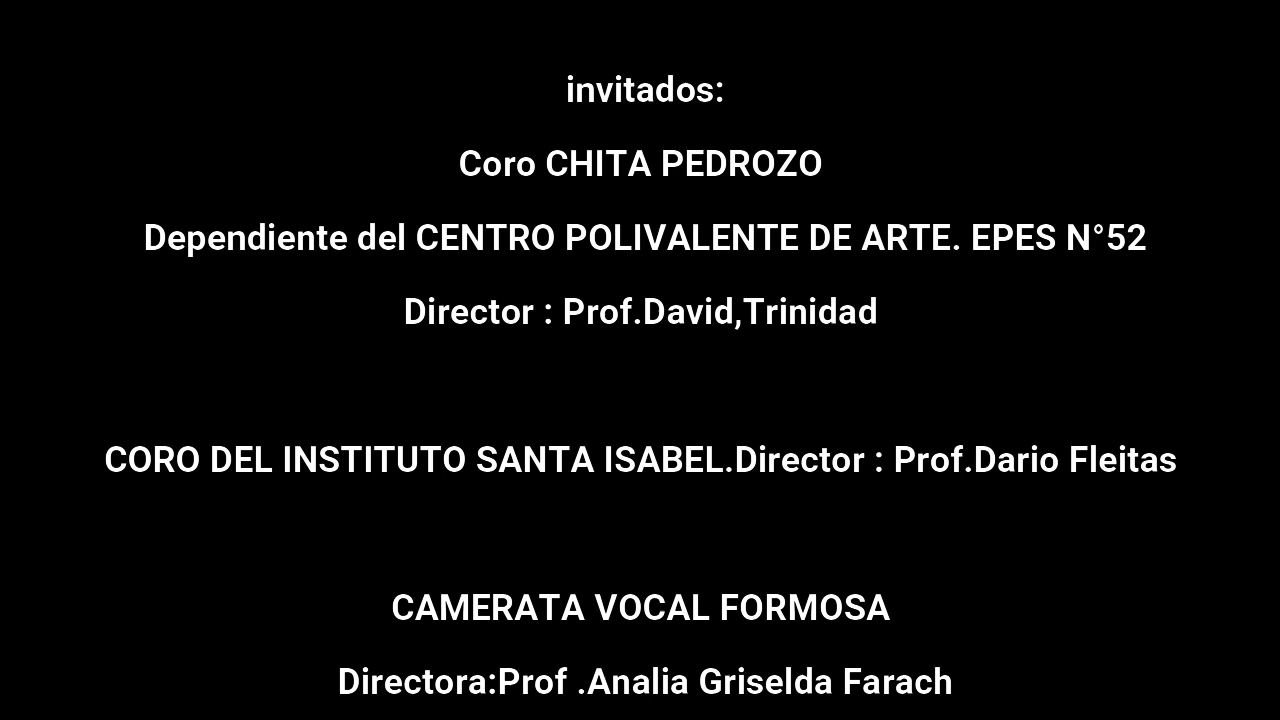 invitados:
Coro CHITA PEDROZO
Dependiente del CENTRO POLIVALENTE DE ARTE. EPES N°52
Director : Prof.David,Trinidad
CORO DEL INSTITUTO SANTA ISABEL.Director : Prof.Dario Fleitas
CAMERATA VOCAL FORMOSA
Directora:Prof .Analia Griselda Farach